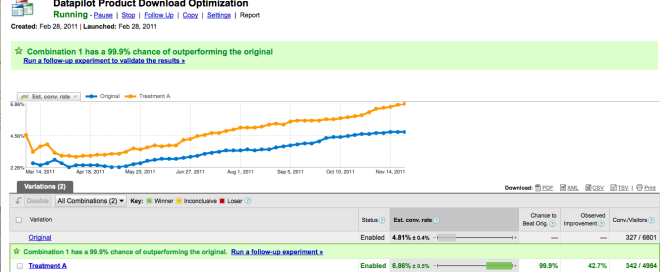 Datapilot Product Download Optimization
Running - Pause | Stop | Follow Up | Copy | Settings | Report
Created: Feb 28, 2011 | Launched: Feb 28, 2011
Combination 1 has a 99.9% chance of outperforming the original
Run a follow-up experiment to validate the results »
Est. conv. rate Original Treatment A
6.86%
4.56%
2.26%
Mar 14, 2011 Apr 18, 2011 May 23, 2011 Jun 27, 2011 Aug 1, 2011 Sep 5, 2011 Oct 10, 2011 Nov 14, 2011
Variations (2) Download: PDF XML CSV TSV | Print
Disable All Combinations (2) Key: Winner Inconclusive Loser ?
Variation Status ? Est. conv. rate ? Chance to Beat Orig. ? Observed Improvement ? Conv./Visitors ?
Original Enabled 4.81% ± 0.4% — — 327 / 6801
Combination 1 has a 99.9% chance of outperforming the original. Run a follow-up experiment »
Treatment A Enabled 6.86% ± 0.5% 99.9% 42.7% 342 / 4984